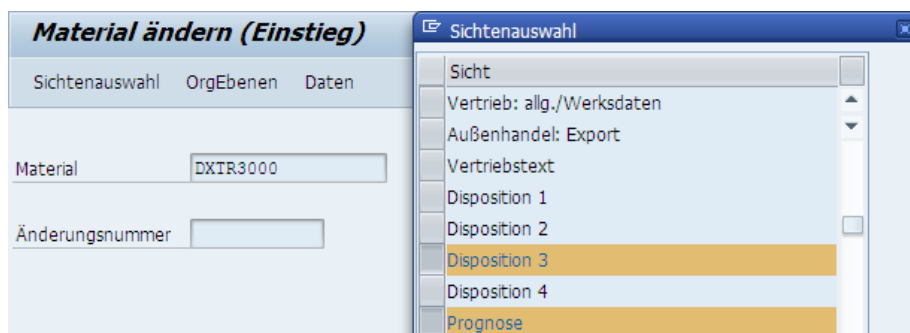 Material ändern (Einstieg)
Sichtenauswahl OrgEbenen Daten
Material DXTR3000
Änderungsnummer
Sichtenauswahl
Sicht
Vertrieb: allg./Werksdaten
Außenhandel: Export
Vertriebstext
Disposition 1
Disposition 2
Disposition 3
Disposition 4
Prognose